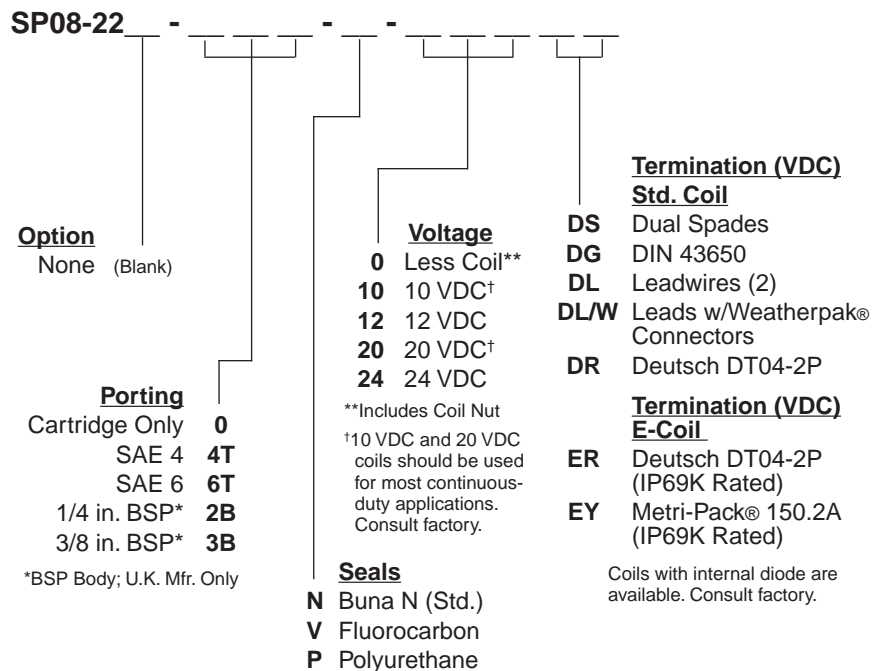 SP08-22__ - __ __ __ - __ - __ __ __ __ __
Option
None (Blank)
Porting
Cartridge Only 0
SAE 4 4T
SAE 6 6T
1/4 in. BSP* 2B
3/8 in. BSP* 3B
*BSP Body; U.K. Mfr. Only
Seals
N Buna N (Std.)
V Fluorocarbon
P Polyurethane
Voltage
0 Less Coil**
10 10 VDC†
12 12 VDC
20 20 VDC†
24 24 VDC
**Includes Coil Nut
†10 VDC and 20 VDC
coils should be used
for most continuous-
duty applications.
Consult factory.
Termination (VDC)
Std. Coil
DS Dual Spades
DG DIN 43650
DL Leadwires (2)
DL/W Leads w/Weatherpak®
Connectors
DR Deutsch DT04-2P
Termination (VDC)
E-Coil
ER Deutsch DT04-2P
(IP69K Rated)
EY Metri-Pack® 150.2A
(IP69K Rated)
Coils with internal diode are
available. Consult factory.